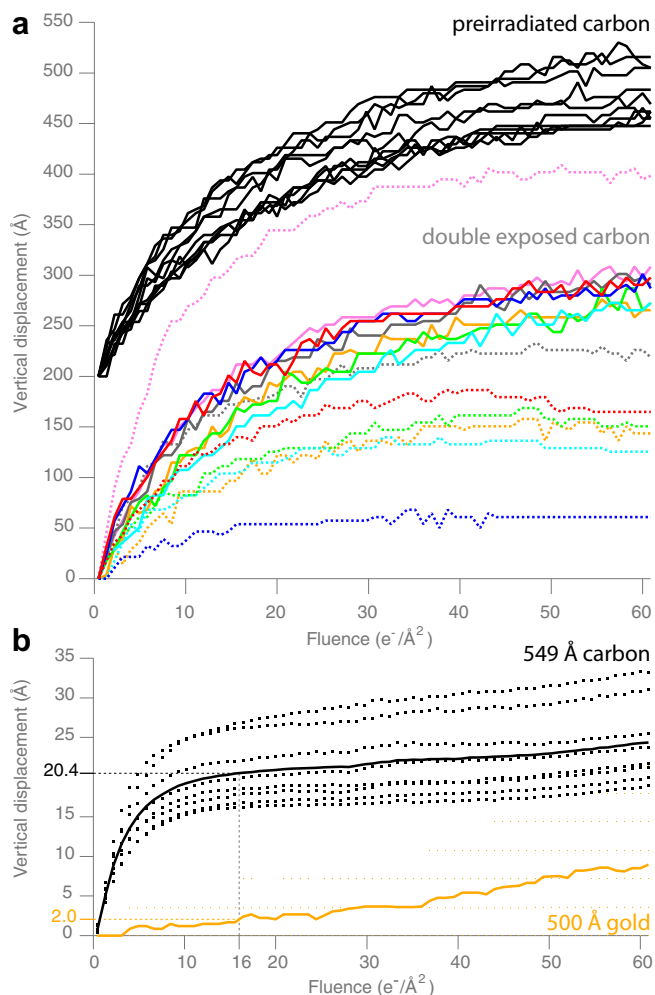 a
preirradiated carbon
550
500
450
400
350
300
250
200
150
100
50
0
Vertical displacement (Å)
double exposed carbon
0 10 20 30 40 50 60
Fluence (e⁻/Å²)
b
549 Å carbon
35
30
25
20.4
15
10
5
2.0
0
Vertical displacement (Å)
500 Å gold
0 10 16 20 30 40 50 60
Fluence (e⁻/Å²)